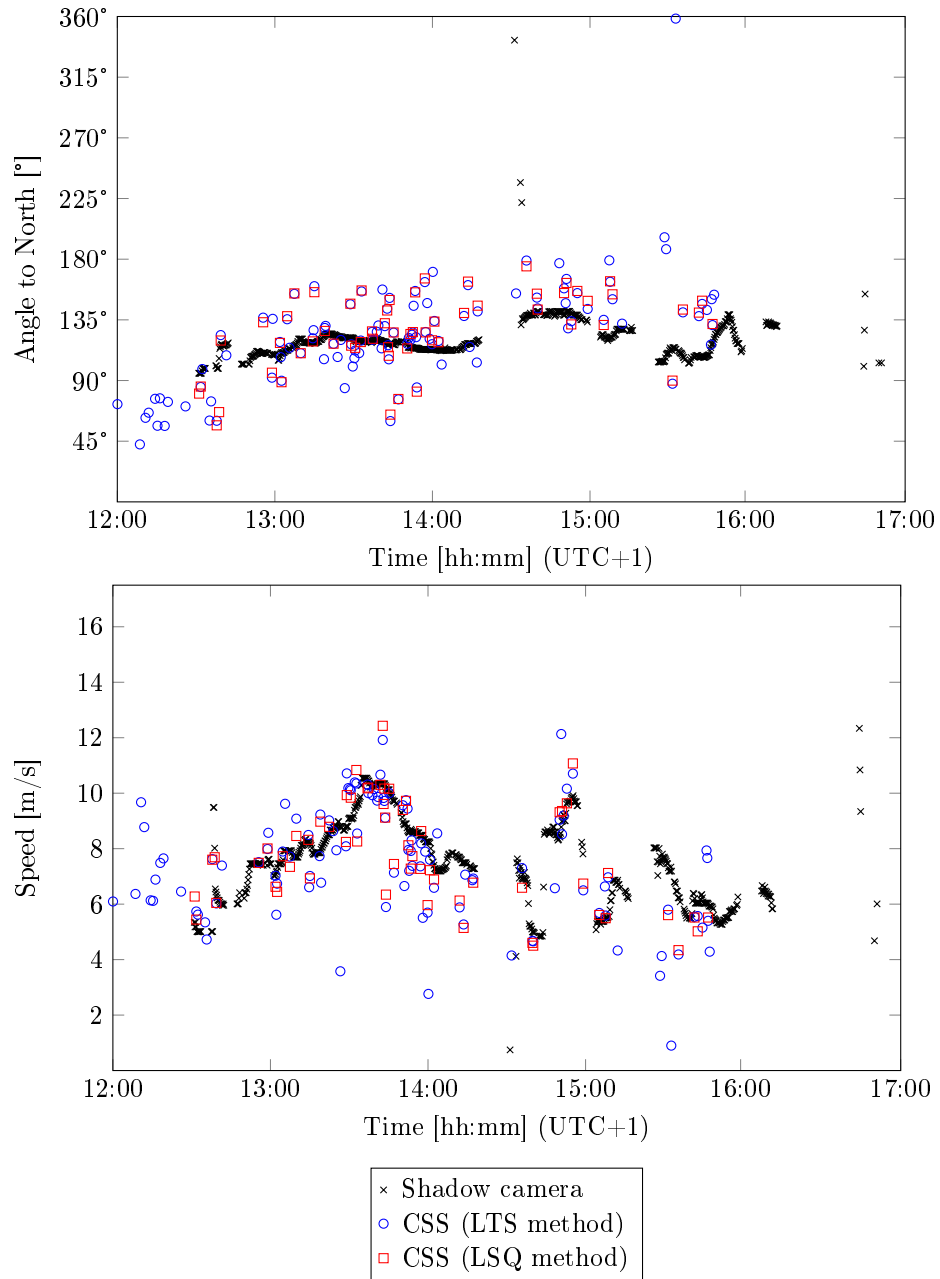 360°
315°
270°
225°
180°
135°
90°
45°
Angle to North [°]
12:00 13:00 14:00 15:00 16:00 17:00
Time [hh:mm] (UTC+1)
16
14
12
10
8
6
4
2
Speed [m/s]
12:00 13:00 14:00 15:00 16:00 17:00
Time [hh:mm] (UTC+1)
Shadow camera
CSS (LTS method)
CSS (LSQ method)